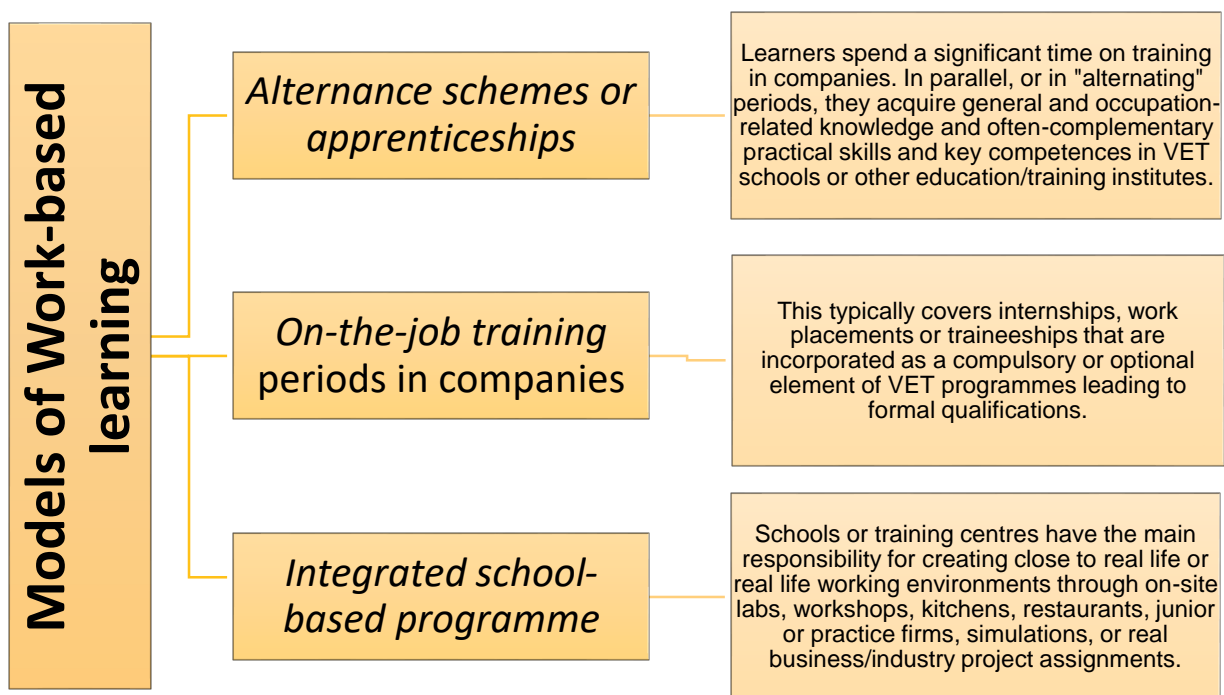 Models of Work-based
learning
Alternance schemes or
apprenticeships
Learners spend a significant time on training
in companies. In parallel, or in "alternating"
periods, they acquire general and occupation-
related knowledge and often-complementary
practical skills and key competences in VET
schools or other education/training institutes.
On-the-job training
periods in companies
This typically covers internships, work
placements or traineeships that are
incorporated as a compulsory or optional
element of VET programmes leading to
formal qualifications.
Integrated school-
based programme
Schools or training centres have the main
responsibility for creating close to real life or
real life working environments through on-site
labs, workshops, kitchens, restaurants, junior
or practice firms, simulations, or real
business/industry project assignments.